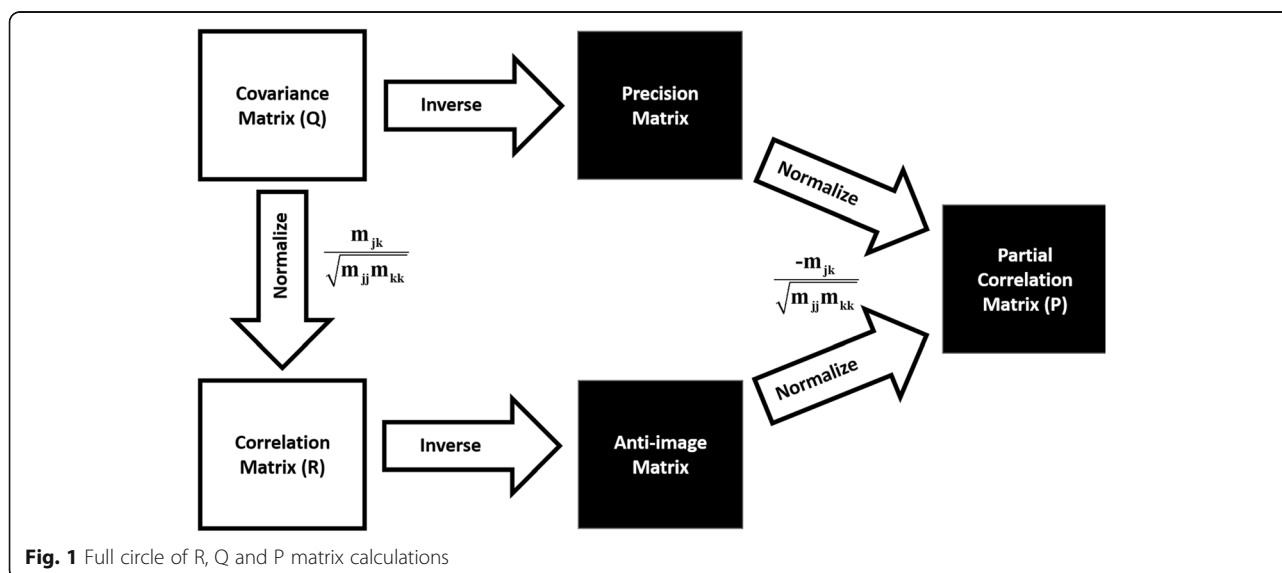 Covariance
Matrix (Q)
Inverse
Precision
Matrix
Normalize
m_jk
√m_jj m_kk
Normalize
-m_jk
√m_jj m_kk
Partial
Correlation
Matrix (P)
Normalize
Correlation
Matrix (R)
Inverse
Anti-image
Matrix
Fig. 1 Full circle of R, Q and P matrix calculations